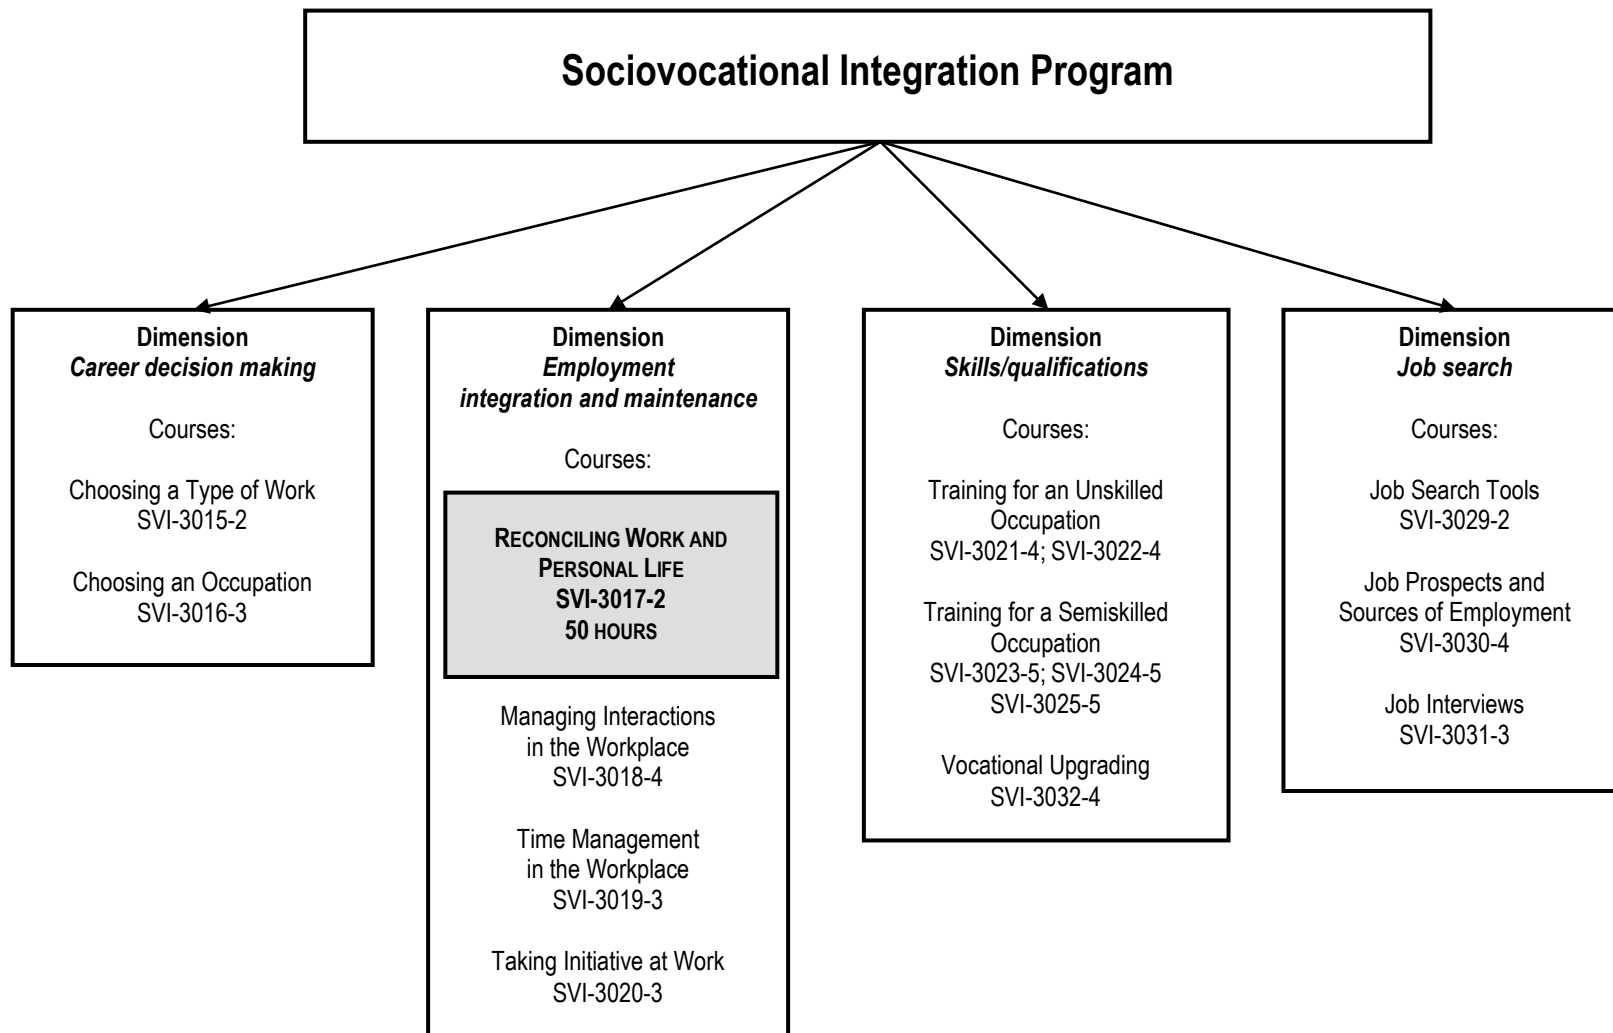 Sociovocational Integration Program
Dimension
Career decision making
Courses:
Choosing a Type of Work
SVI-3015-2
Choosing an Occupation
SVI-3016-3
Dimension
Employment
integration and maintenance
Courses:
RECONCILING WORK AND
PERSONAL LIFE
SVI-3017-2
50 HOURS
Managing Interactions
in the Workplace
SVI-3018-4
Time Management
in the Workplace
SVI-3019-3
Taking Initiative at Work
SVI-3020-3
Dimension
Skills/qualifications
Courses:
Training for an Unskilled
Occupation
SVI-3021-4; SVI-3022-4
Training for a Semiskilled
Occupation
SVI-3023-5; SVI-3024-5
SVI-3025-5
Vocational Upgrading
SVI-3032-4
Dimension
Job search
Courses:
Job Search Tools
SVI-3029-2
Job Prospects and
Sources of Employment
SVI-3030-4
Job Interviews
SVI-3031-3